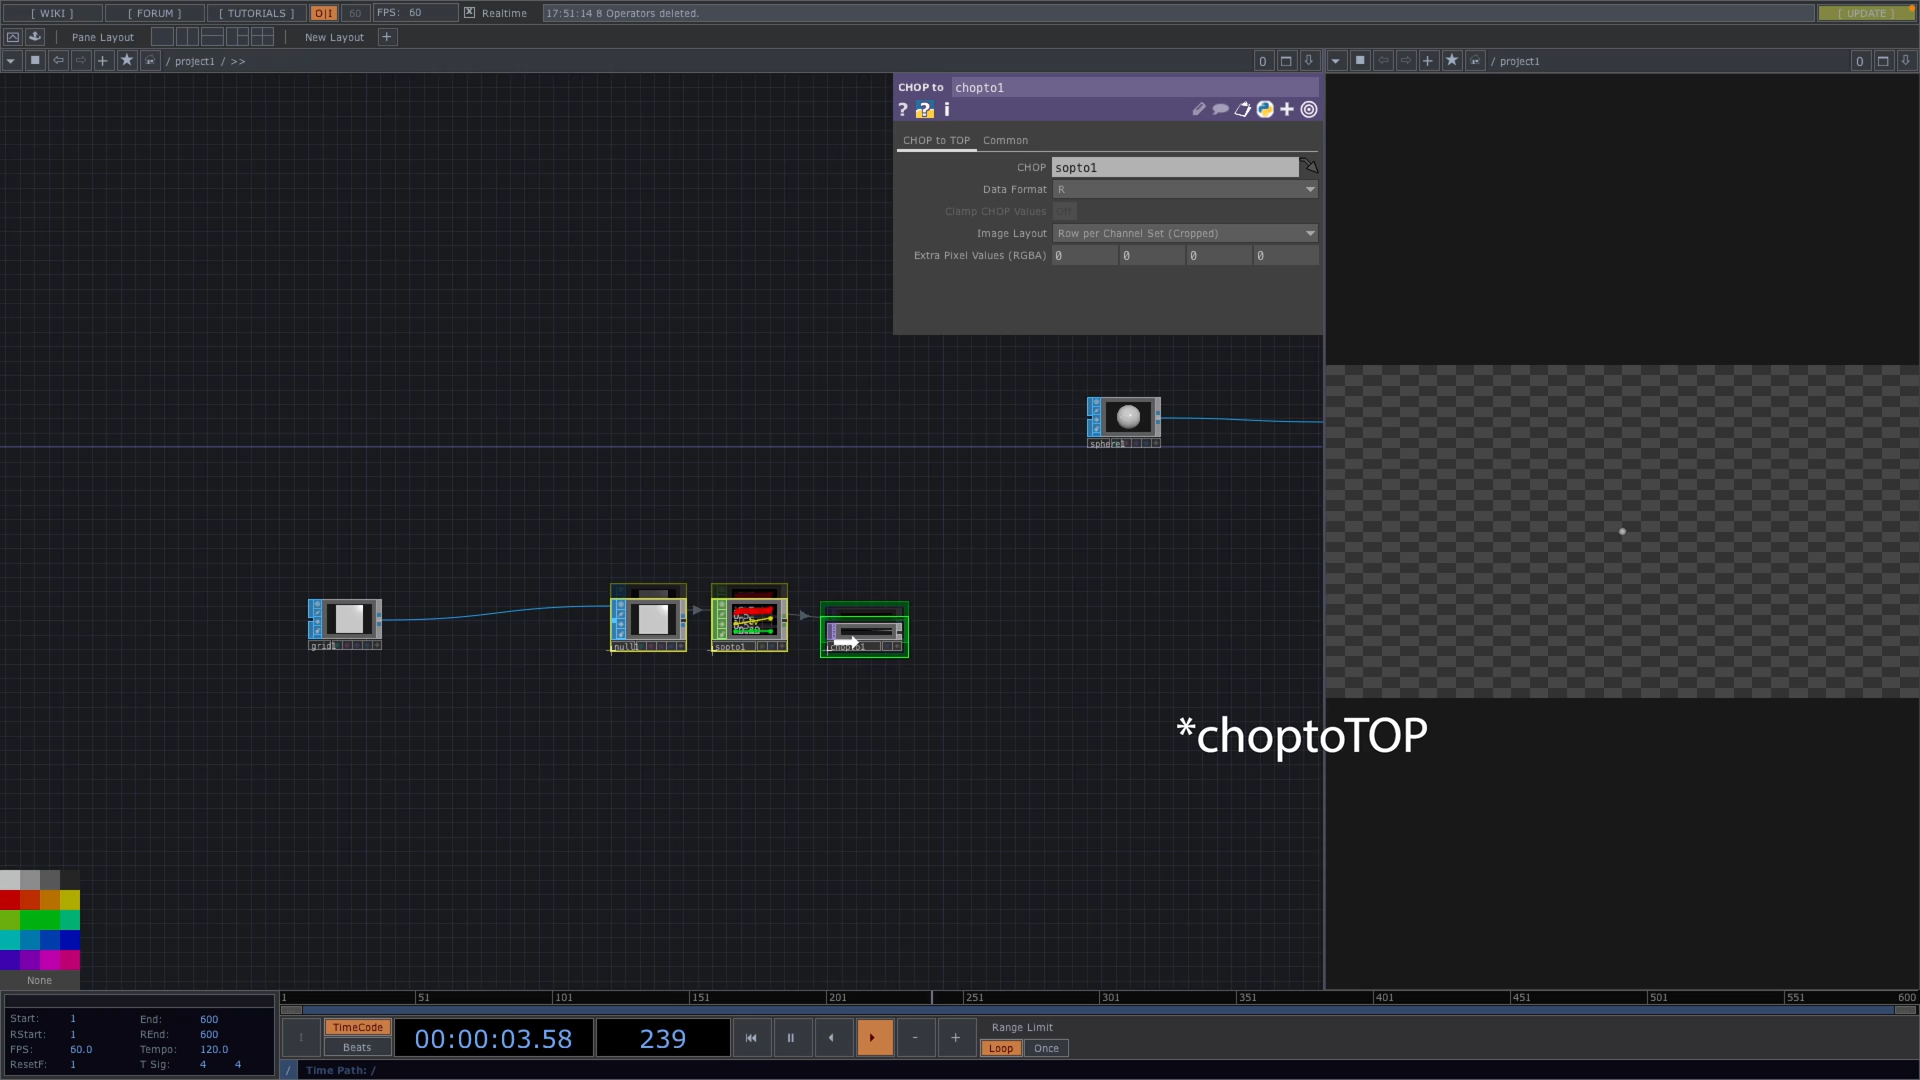 [ WIKI ] [ FORUM ] [ TUTORIALS ] O|I 60 FPS: 60 Realtime 17:51:14 8 Operators deleted. [ UPDATE ]
Pane Layout New Layout +
/ project1 / >> 0 / project1 0
CHOP to chopto1
? ? i
CHOP to TOP Common
CHOP sopto1
Data Format R
Clamp CHOP Values Off
Image Layout Row per Channel Set (Cropped)
Extra Pixel Values (RGBA) 0 0 0 0
sphere1
grid1 null1 sopto1 chopto1
*choptoTOP
None
1 51 101 151 201 251 301 351 401 451 501 551 600
Start: 1 End: 600
RStart: 1 REnd: 600
FPS: 60.0 Tempo: 120.0
ResetF: 1 T Sig: 4 4
TimeCode
Beats
00:00:03.58 239
- +
Range Limit
Loop Once
/ Time Path: /